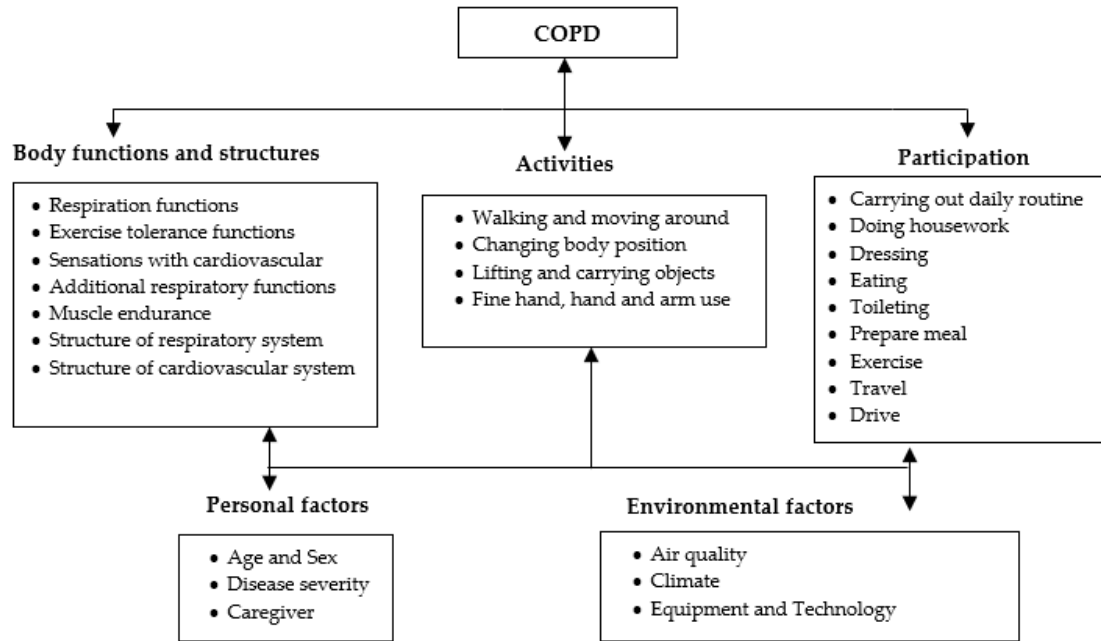 COPD
Body functions and structures
• Respiration functions
• Exercise tolerance functions
• Sensations with cardiovascular
• Additional respiratory functions
• Muscle endurance
• Structure of respiratory system
• Structure of cardiovascular system
Activities
• Walking and moving around
• Changing body position
• Lifting and carrying objects
• Fine hand, hand and arm use
Participation
• Carrying out daily routine
• Doing housework
• Dressing
• Eating
• Toileting
• Prepare meal
• Exercise
• Travel
• Drive
Personal factors
• Age and Sex
• Disease severity
• Caregiver
Environmental factors
• Air quality
• Climate
• Equipment and Technology